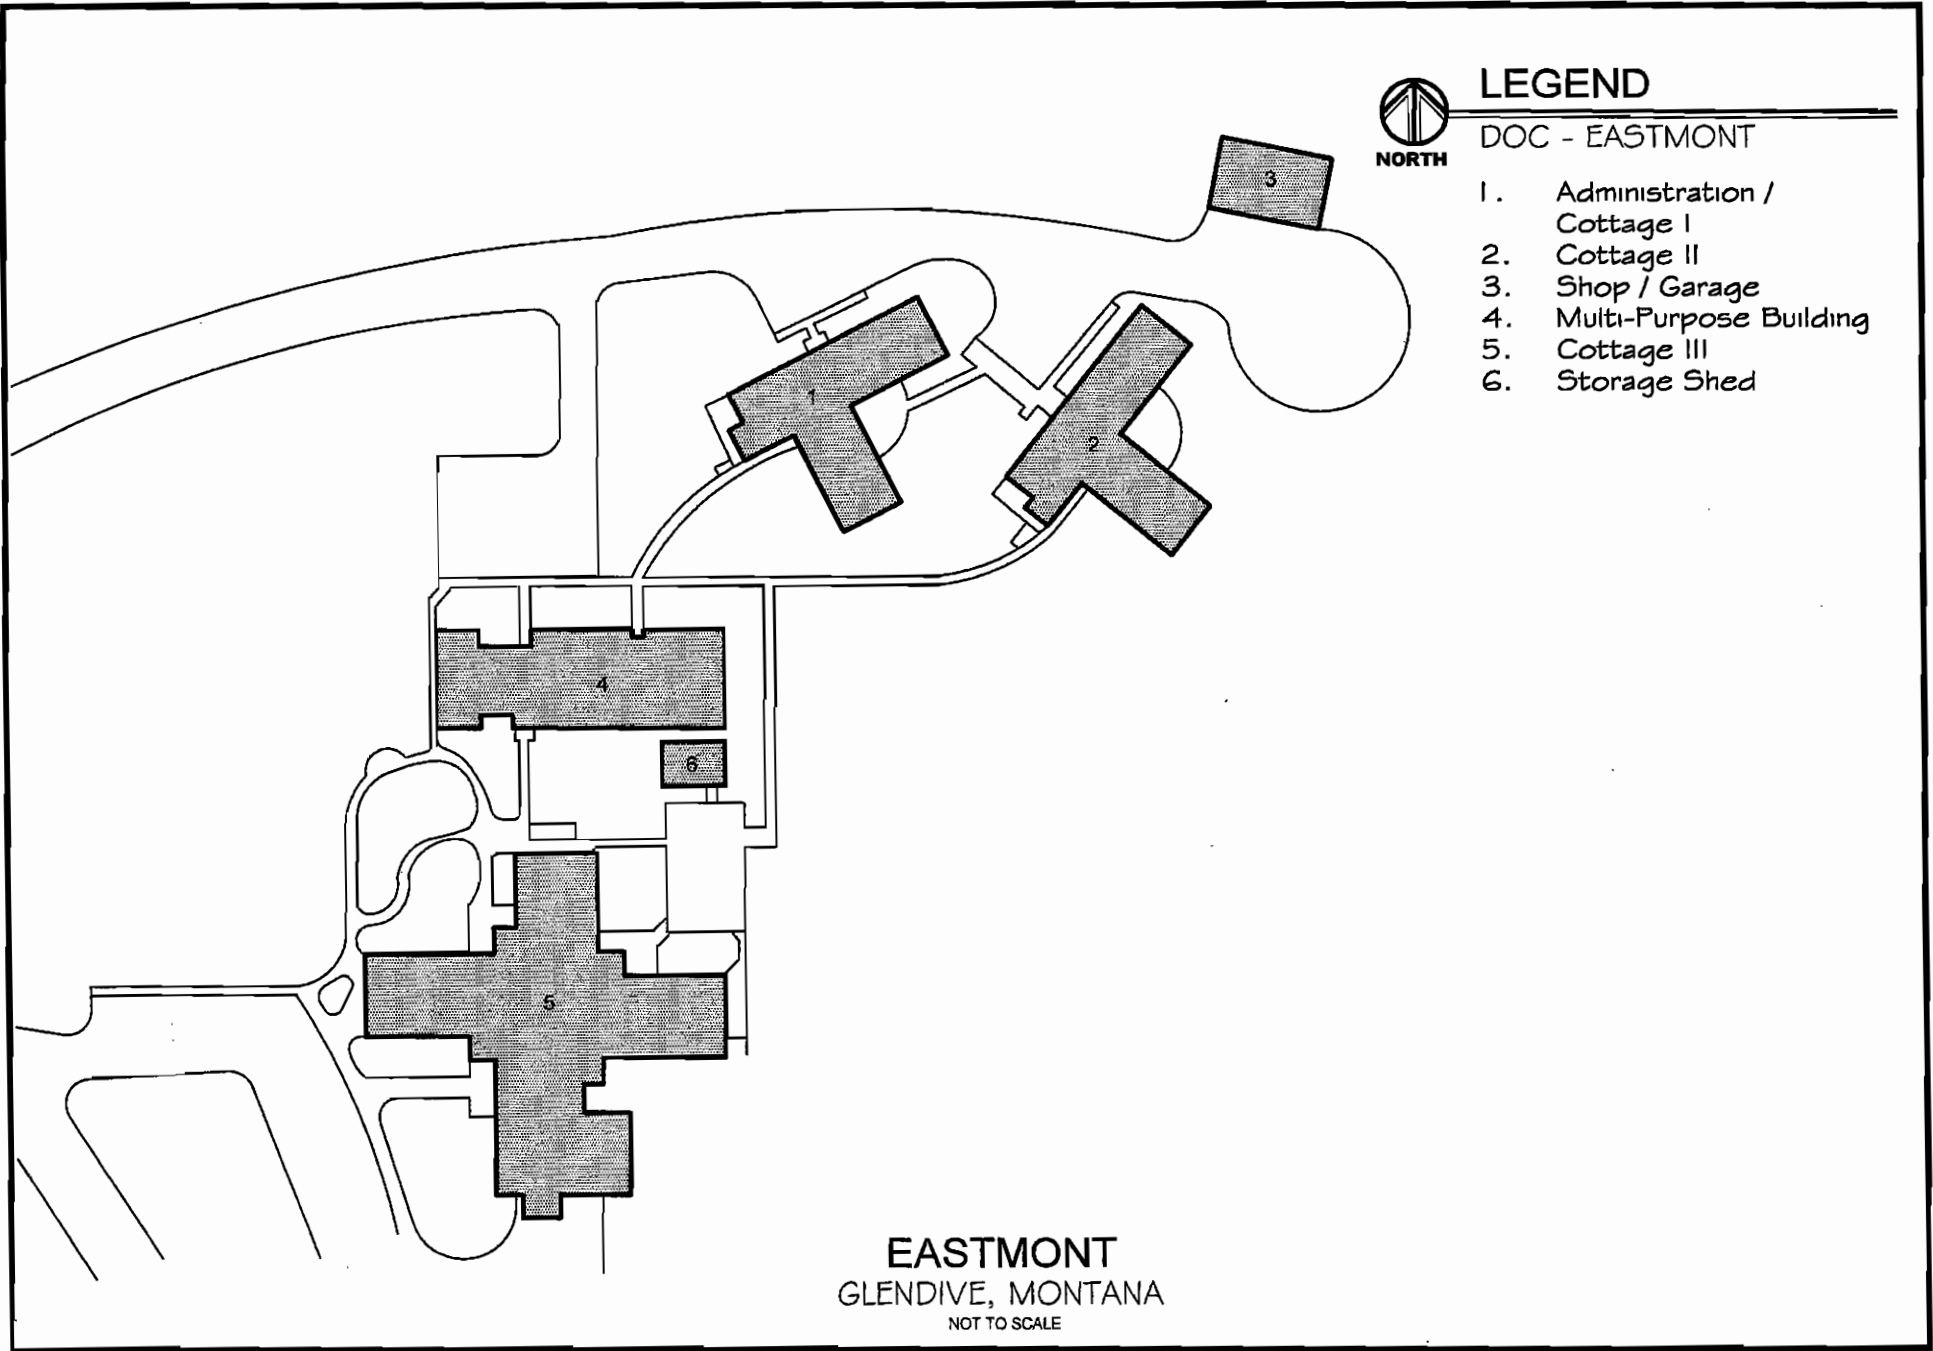 LEGEND
NORTH
DOC - EASTMONT
1. Administration /
Cottage I
2. Cottage II
3. Shop / Garage
4. Multi-Purpose Building
5. Cottage III
6. Storage Shed
3
1
2
4
6
5
EASTMONT
GLENDIVE, MONTANA
NOT TO SCALE